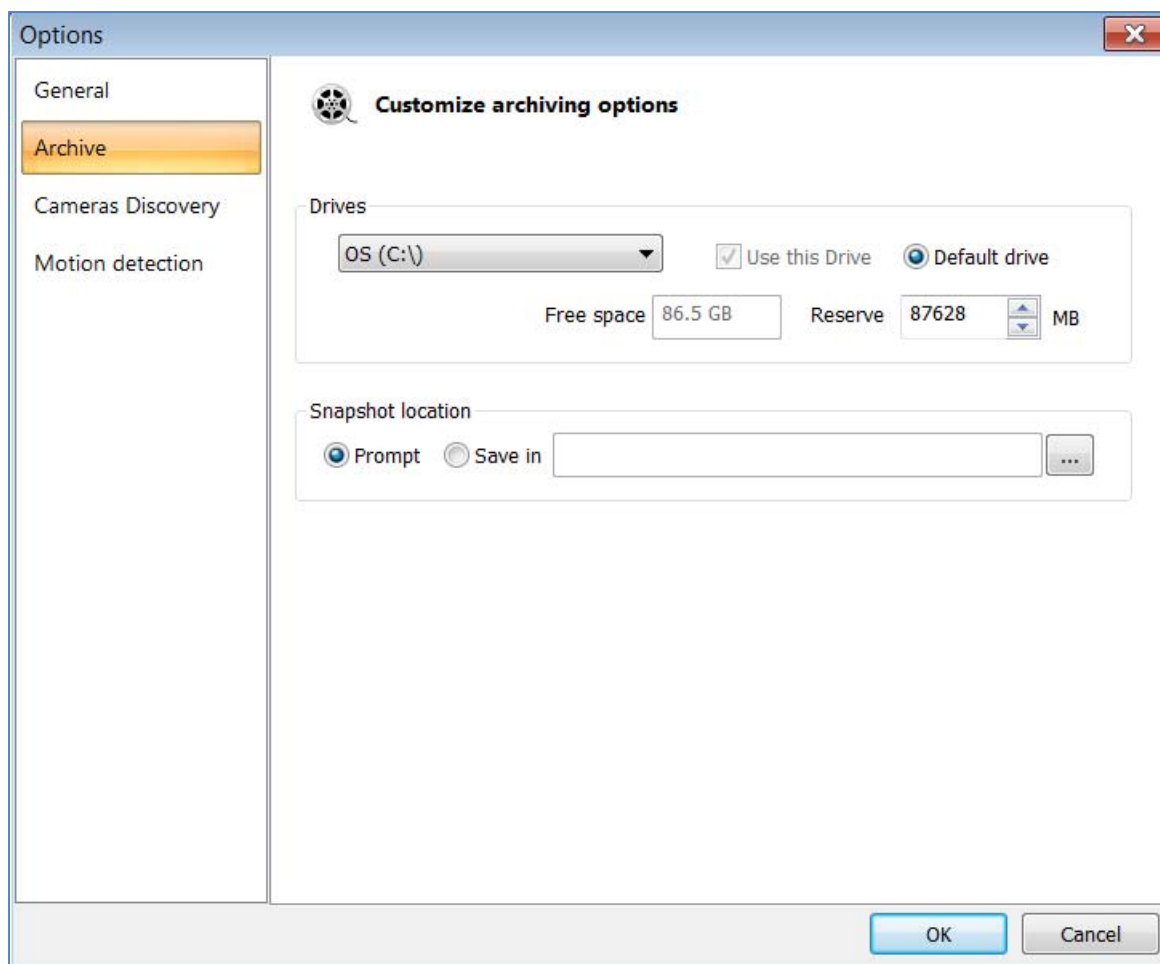 Options
General
Archive
Cameras Discovery
Motion detection
Customize archiving options
Drives
OS (C:\)
Use this Drive
Default drive
Free space 86.5 GB Reserve 87628 MB
Snapshot location
Prompt Save in ...
OK Cancel